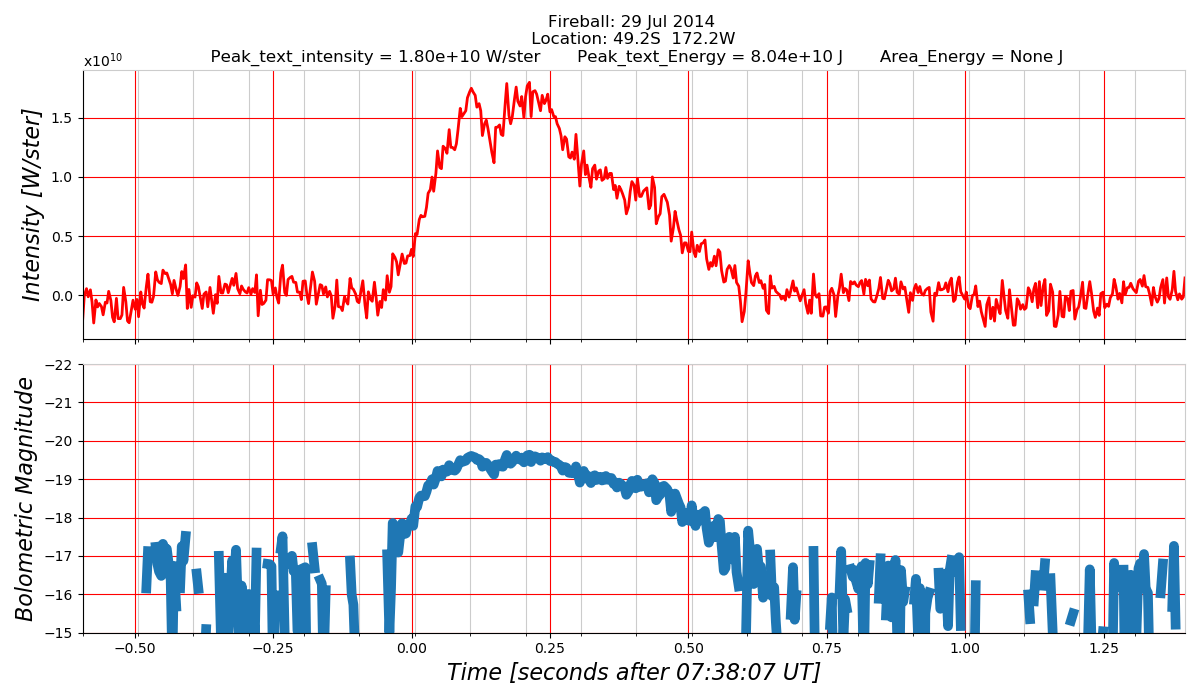 Fireball: 29 Jul 2014
Location: 49.2S 172.2W
Peak_text_intensity = 1.80e+10 W/ster Peak_text_Energy = 8.04e+10 J Area_Energy = None J
x10¹⁰
1.5
1.0
0.5
0.0
Intensity [W/ster]
−22
−21
−20
−19
−18
−17
−16
−15
Bolometric Magnitude
−0.50 −0.25 0.00 0.25 0.50 0.75 1.00 1.25
Time [seconds after 07:38:07 UT]